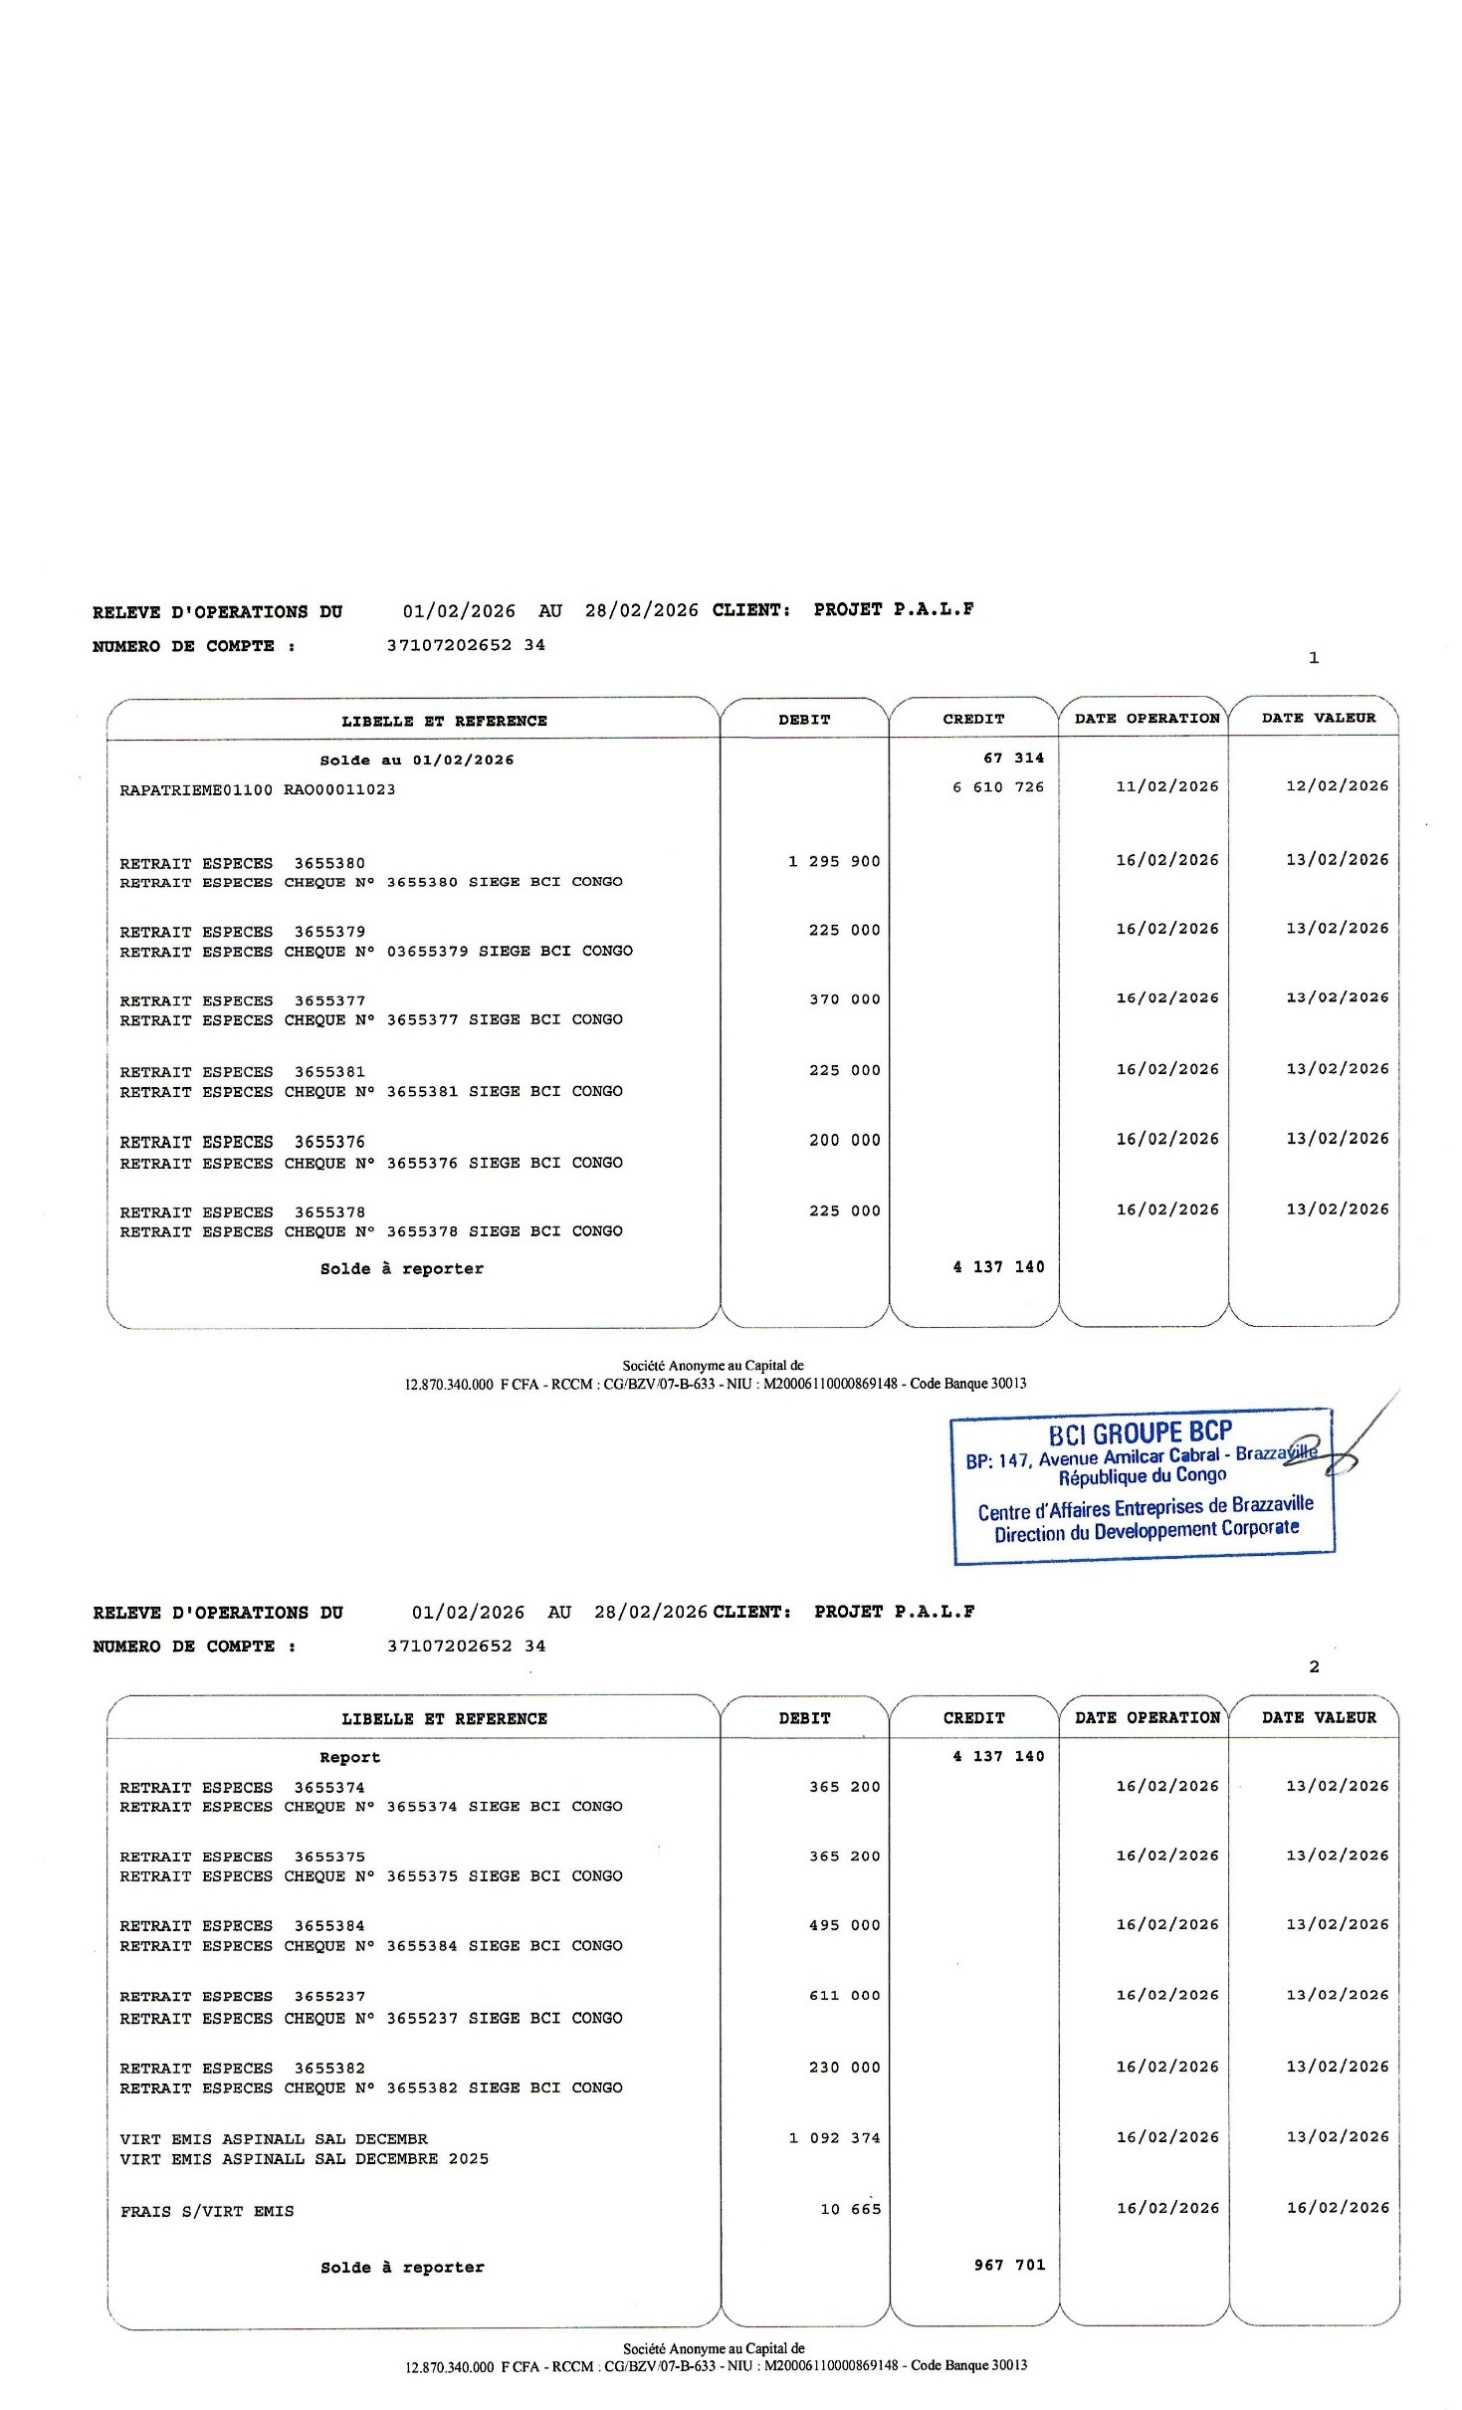 RELEVE D'OPERATIONS DU 01/02/2026 AU 28/02/2026 CLIENT: PROJET P.A.L.F
NUMERO DE COMPTE : 37107202652 34
1
LIBELLE ET REFERENCE DEBIT CREDIT DATE OPERATION DATE VALEUR
Solde au 01/02/2026 67 314
RAPATRIEME01100 RAO00011023 6 610 726 11/02/2026 12/02/2026
RETRAIT ESPECES 3655380 1 295 900 16/02/2026 13/02/2026
RETRAIT ESPECES CHEQUE N° 3655380 SIEGE BCI CONGO
RETRAIT ESPECES 3655379 225 000 16/02/2026 13/02/2026
RETRAIT ESPECES CHEQUE N° 03655379 SIEGE BCI CONGO
RETRAIT ESPECES 3655377 370 000 16/02/2026 13/02/2026
RETRAIT ESPECES CHEQUE N° 3655377 SIEGE BCI CONGO
RETRAIT ESPECES 3655381 225 000 16/02/2026 13/02/2026
RETRAIT ESPECES CHEQUE N° 3655381 SIEGE BCI CONGO
RETRAIT ESPECES 3655376 200 000 16/02/2026 13/02/2026
RETRAIT ESPECES CHEQUE N° 3655376 SIEGE BCI CONGO
RETRAIT ESPECES 3655378 225 000 16/02/2026 13/02/2026
RETRAIT ESPECES CHEQUE N° 3655378 SIEGE BCI CONGO
Solde à reporter 4 137 140
Société Anonyme au Capital de
12.870.340.000 F CFA - RCCM : CG/BZV/07-B-633 - NIU : M20006110000869148 - Code Banque 30013
BCI GROUPE BCP
BP: 147, Avenue Amilcar Cabral - Brazzaville
République du Congo
Centre d'Affaires Entreprises de Brazzaville
Direction du Developpement Corporate
RELEVE D'OPERATIONS DU 01/02/2026 AU 28/02/2026 CLIENT: PROJET P.A.L.F
NUMERO DE COMPTE : 37107202652 34
2
LIBELLE ET REFERENCE DEBIT CREDIT DATE OPERATION DATE VALEUR
Report 4 137 140
RETRAIT ESPECES 3655374 365 200 16/02/2026 13/02/2026
RETRAIT ESPECES CHEQUE N° 3655374 SIEGE BCI CONGO
RETRAIT ESPECES 3655375 365 200 16/02/2026 13/02/2026
RETRAIT ESPECES CHEQUE N° 3655375 SIEGE BCI CONGO
RETRAIT ESPECES 3655384 495 000 16/02/2026 13/02/2026
RETRAIT ESPECES CHEQUE N° 3655384 SIEGE BCI CONGO
RETRAIT ESPECES 3655237 611 000 16/02/2026 13/02/2026
RETRAIT ESPECES CHEQUE N° 3655237 SIEGE BCI CONGO
RETRAIT ESPECES 3655382 230 000 16/02/2026 13/02/2026
RETRAIT ESPECES CHEQUE N° 3655382 SIEGE BCI CONGO
VIRT EMIS ASPINALL SAL DECEMBR 1 092 374 16/02/2026 13/02/2026
VIRT EMIS ASPINALL SAL DECEMBRE 2025
FRAIS S/VIRT EMIS 10 665 16/02/2026 16/02/2026
Solde à reporter 967 701
Société Anonyme au Capital de
12.870.340.000 F CFA - RCCM : CG/BZV/07-B-633 - NIU : M20006110000869148 - Code Banque 30013